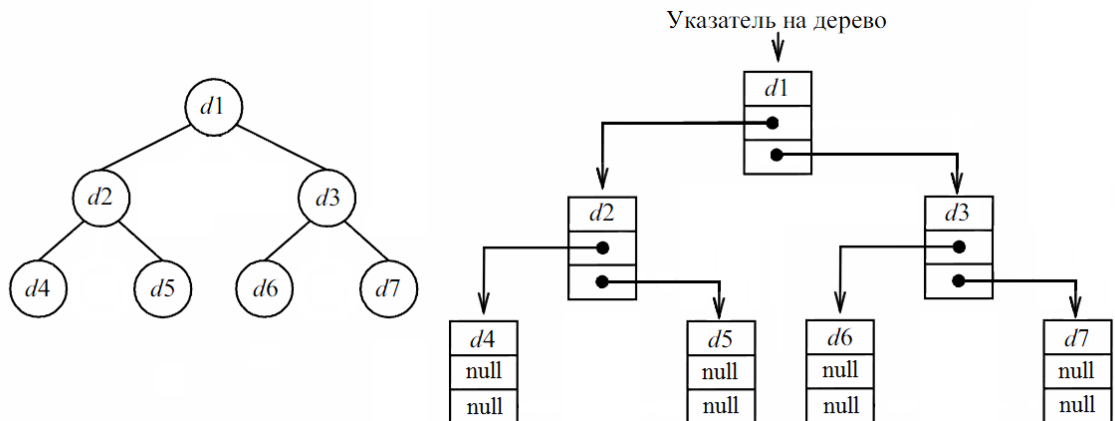 Указатель на дерево
d1
d2 d3
d4 d5 d6 d7
d1
d2 d3
d4 d5 d6 d7
null null null null
null null null null